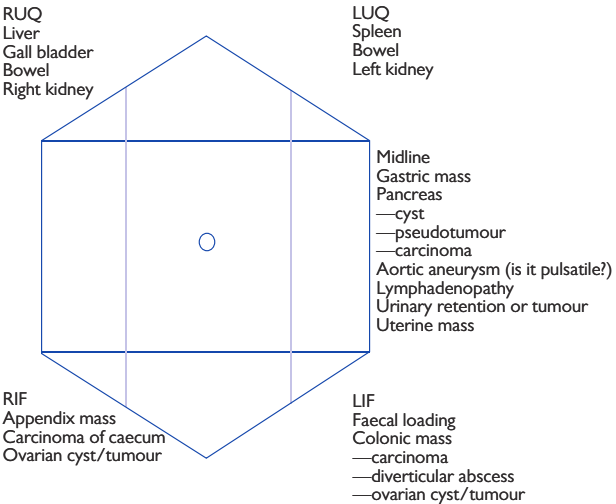 RUQ
Liver
Gall bladder
Bowel
Right kidney
LUQ
Spleen
Bowel
Left kidney
Midline
Gastric mass
Pancreas
—cyst
—pseudotumour
—carcinoma
Aortic aneurysm (is it pulsatile?)
Lymphadenopathy
Urinary retention or tumour
Uterine mass
RIF
Appendix mass
Carcinoma of caecum
Ovarian cyst/tumour
LIF
Faecal loading
Colonic mass
—carcinoma
—diverticular abscess
—ovarian cyst/tumour